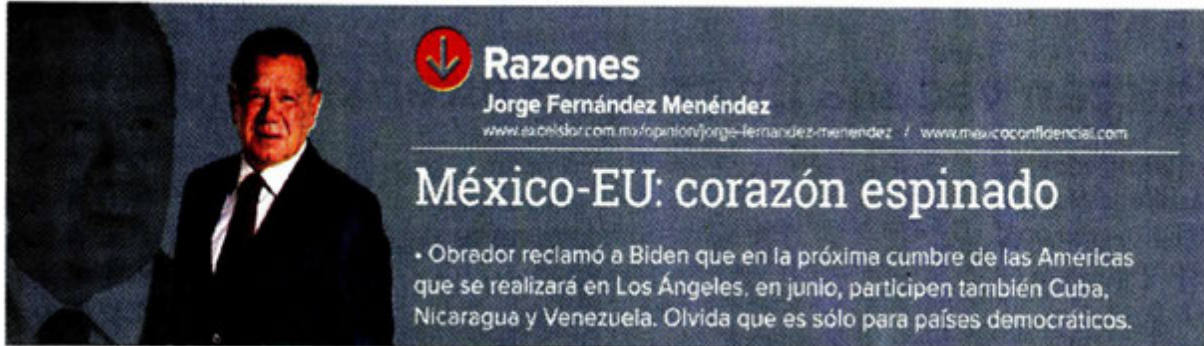 Razones
Jorge Fernández Menéndez
www.excelsior.com.mx/opinion/jorge-fernandez-menendez / www.mexicoconfidencial.com
México-EU: corazón espinado
• Obrador reclamó a Biden que en la próxima cumbre de las Américas
que se realizará en Los Ángeles, en junio, participen también Cuba,
Nicaragua y Venezuela. Olvida que es sólo para países democráticos.